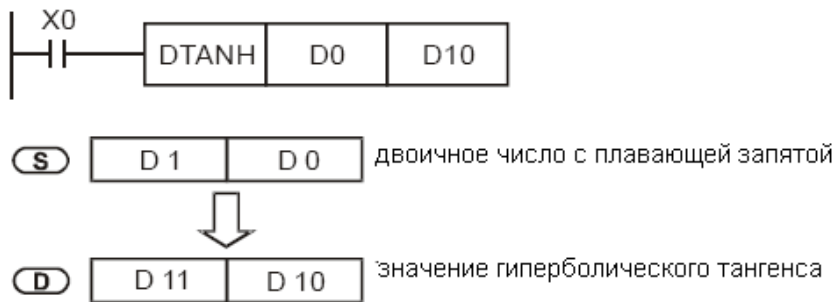 X0
DTANH D0 D10
S D 1 D 0 двоичное число с плавающей запятой
D D 11 D 10 значение гиперболического тангенса